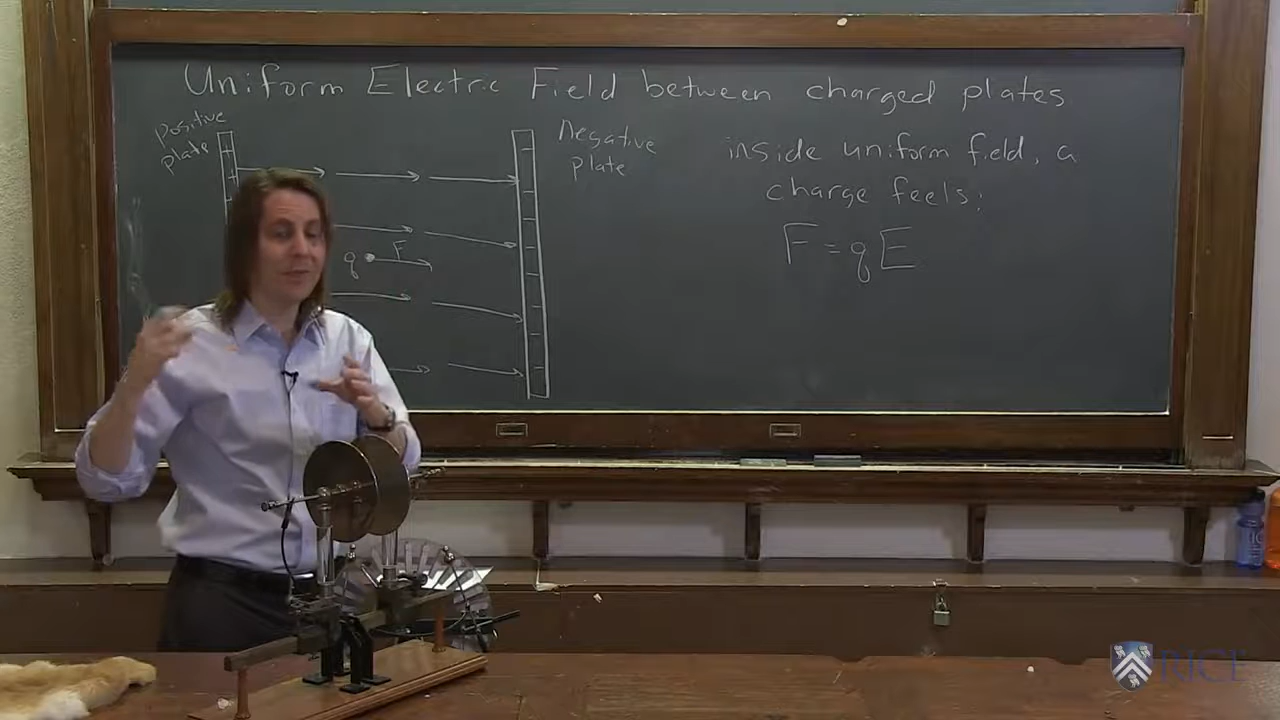 Uniform Electric Field between charged plates
Positive
plate
Negative
plate
q
F
inside uniform field, a
charge feels:
F = qE
RICE